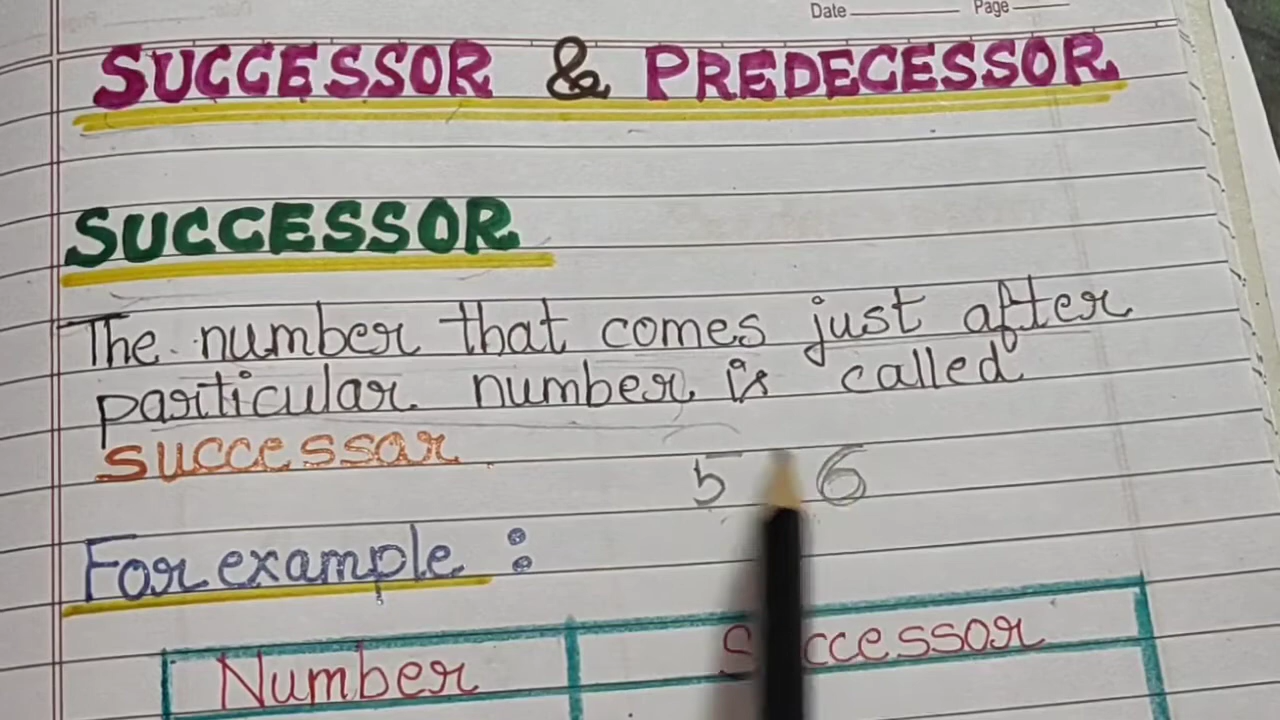 Date Page
SUCCESSOR & PREDECESSOR
SUCCESSOR
The number that comes just after
particular number is called
successar
5 6
For example :
Number Successor